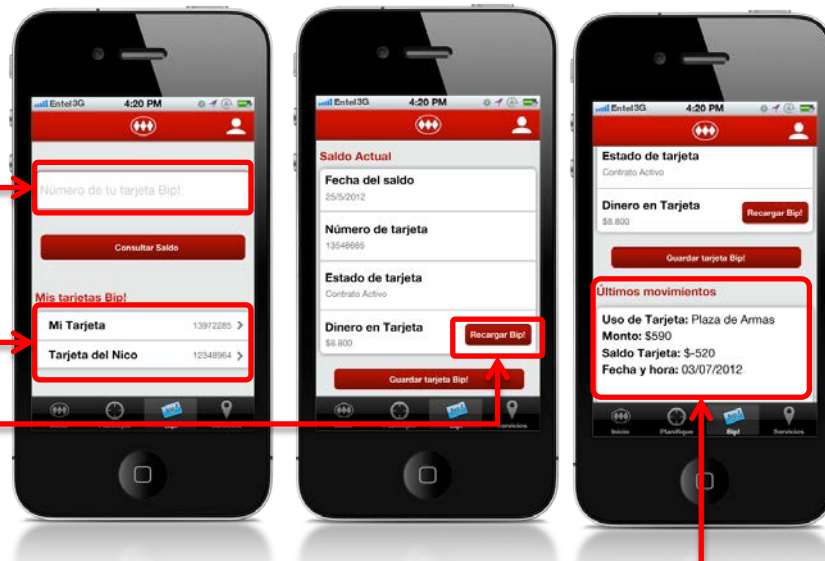 Entel3G 4:20 PM
Número de tu tarjeta Bip!
Consultar Saldo
Mis tarjetas Bip!
Mi Tarjeta 13972285
Tarjeta del Nico 12348964
Bip!
Entel3G 4:20 PM
Saldo Actual
Fecha del saldo
25/5/2012
Número de tarjeta
13548685
Estado de tarjeta
Contrato Activo
Dinero en Tarjeta
$8.800
Recargar Bip!
Guardar tarjeta Bip!
Bip! Servicios
Entel3G 4:20 PM
Estado de tarjeta
Contrato Activo
Dinero en Tarjeta
$8.800
Recargar Bip!
Guardar tarjeta Bip!
Últimos movimientos
Uso de Tarjeta: Plaza de Armas
Monto: $590
Saldo Tarjeta: $-520
Fecha y hora: 03/07/2012
Inicio Planifique Bip! Servicios